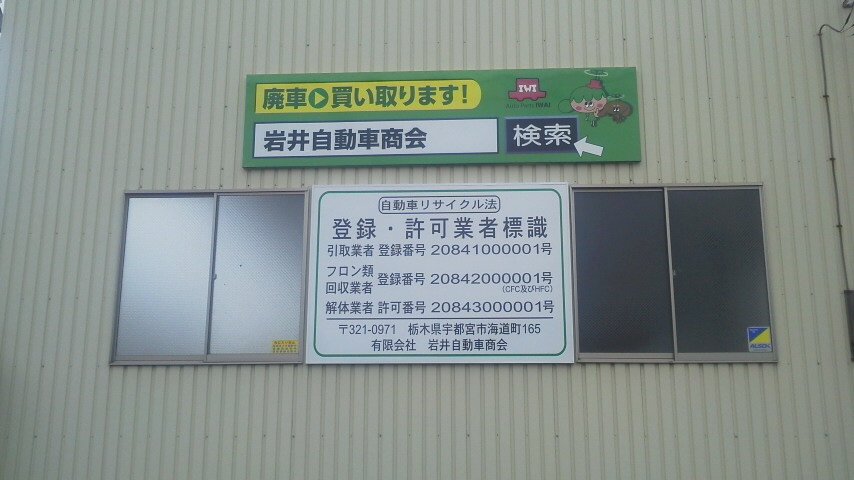 廃車▶買い取ります!
IWI
IWAI
岩井自動車商会
検索
自動車リサイクル法
登録・許可業者標識
引取業者 登録番号 20841000001号
フロン類
回収業者 登録番号 20842000001号
(CFC及びHFC)
解体業者 許可番号 20843000001号
〒321-0971 栃木県宇都宮市海道町165
有限会社 岩井自動車商会
ALSOK